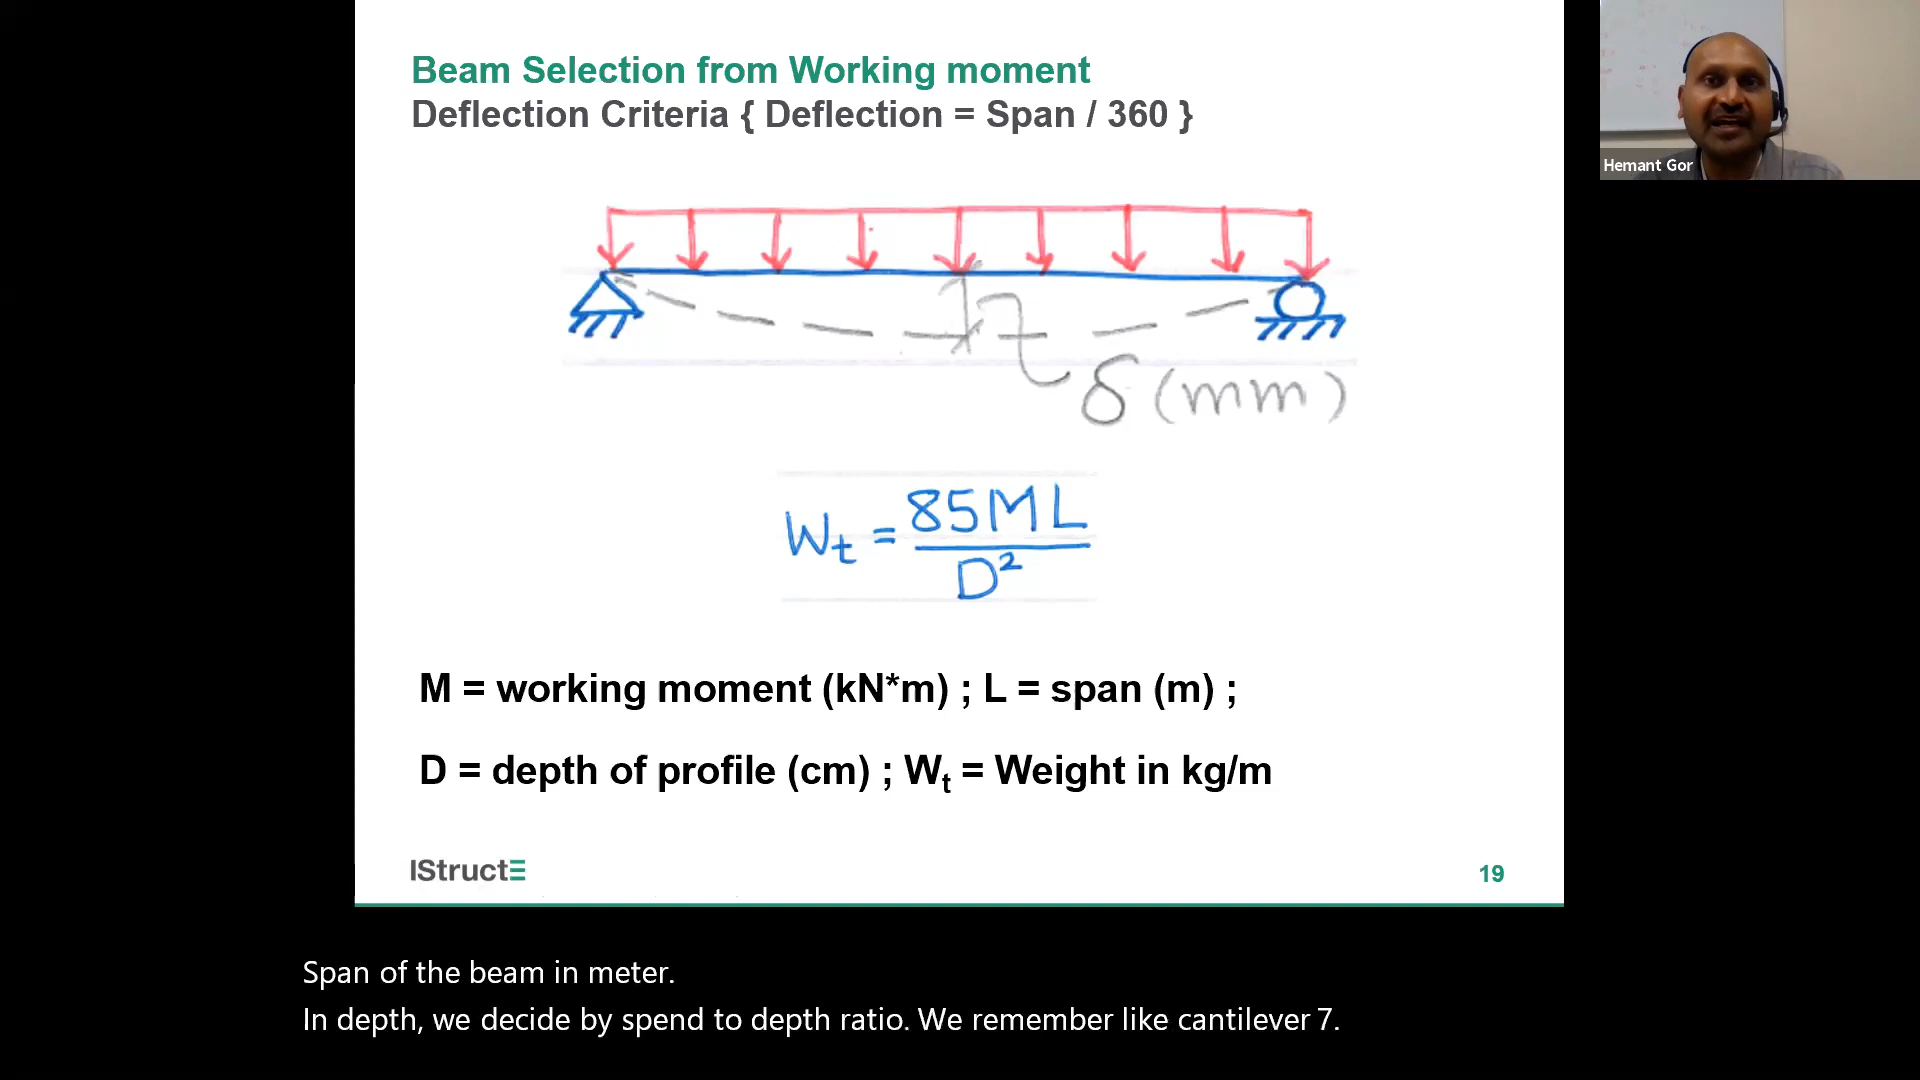 Beam Selection from Working moment
Deflection Criteria { Deflection = Span / 360 }
Hemant Gor
δ (mm)
Wt = 85ML / D²
M = working moment (kN*m) ; L = span (m) ;
D = depth of profile (cm) ; Wt = Weight in kg/m
IStructE
19
Span of the beam in meter.
In depth, we decide by spend to depth ratio. We remember like cantilever 7.